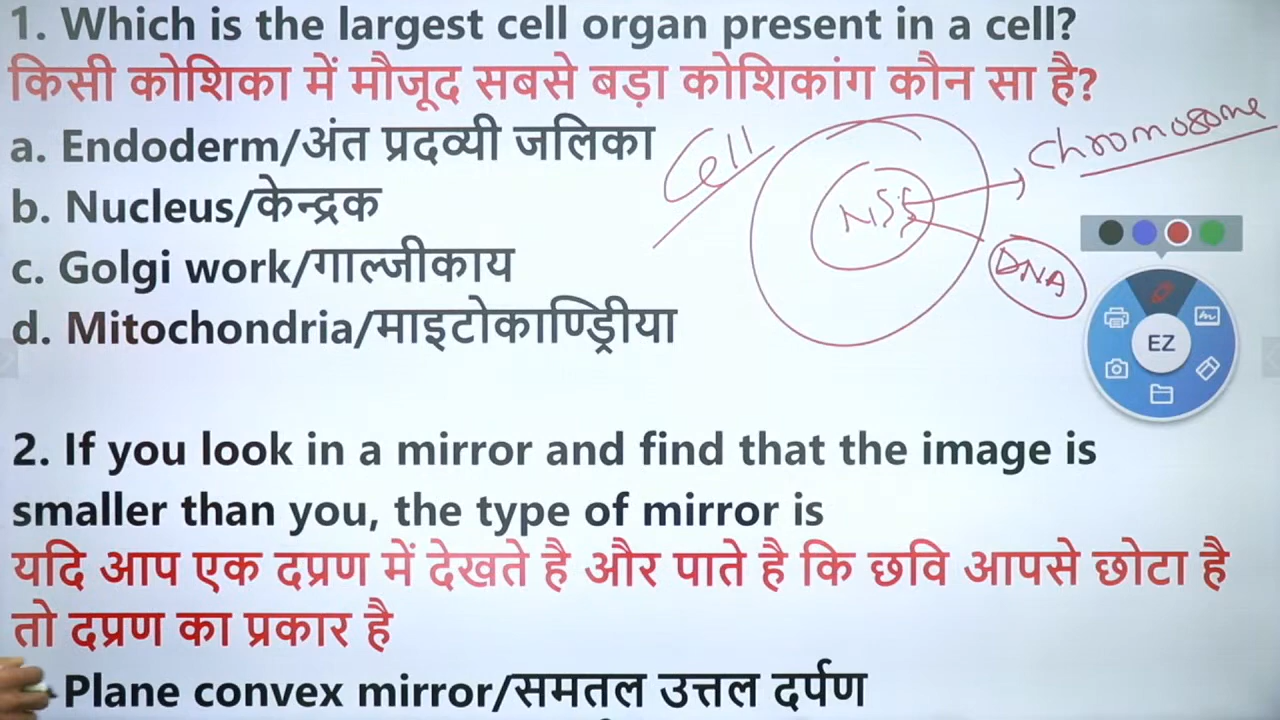 1. Which is the largest cell organ present in a cell?
किसी कोशिका में मौजूद सबसे बड़ा कोशिकांग कौन सा है?
a. Endoderm/अंत प्रदव्यी जलिका
b. Nucleus/केन्द्रक
c. Golgi work/गाल्जीकाय
d. Mitochondria/माइटोकाण्ड्रिीया
Cell
Chromosome
DNA
EZ
2. If you look in a mirror and find that the image is
smaller than you, the type of mirror is
यदि आप एक दप्रण में देखते है और पाते है कि छवि आपसे छोटा है
तो दप्रण का प्रकार है
Plane convex mirror/समतल उत्तल दर्पण